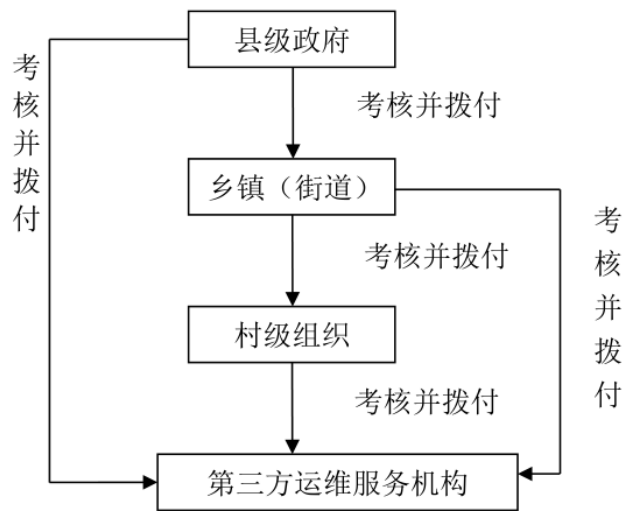 县级政府
考核并拨付
考核并拨付
乡镇（街道）
考核并拨付
考核并拨付
村级组织
考核并拨付
第三方运维服务机构